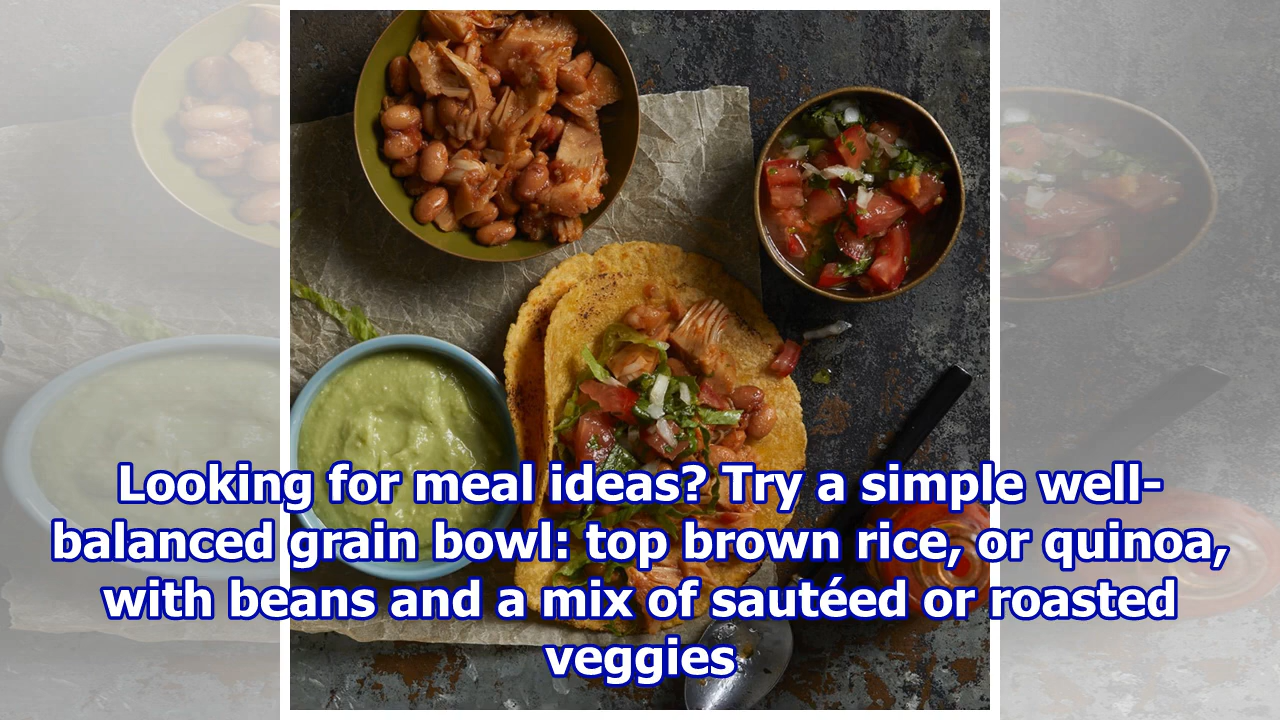 Looking for meal ideas? Try a simple well-
balanced grain bowl: top brown rice, or quinoa,
with beans and a mix of sautéed or roasted
veggies